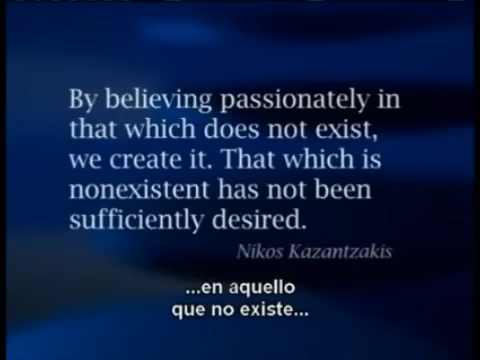 By believing passionately in
that which does not exist,
we create it. That which is
nonexistent has not been
sufficiently desired.
Nikos Kazantzakis
...en aquello
que no existe...